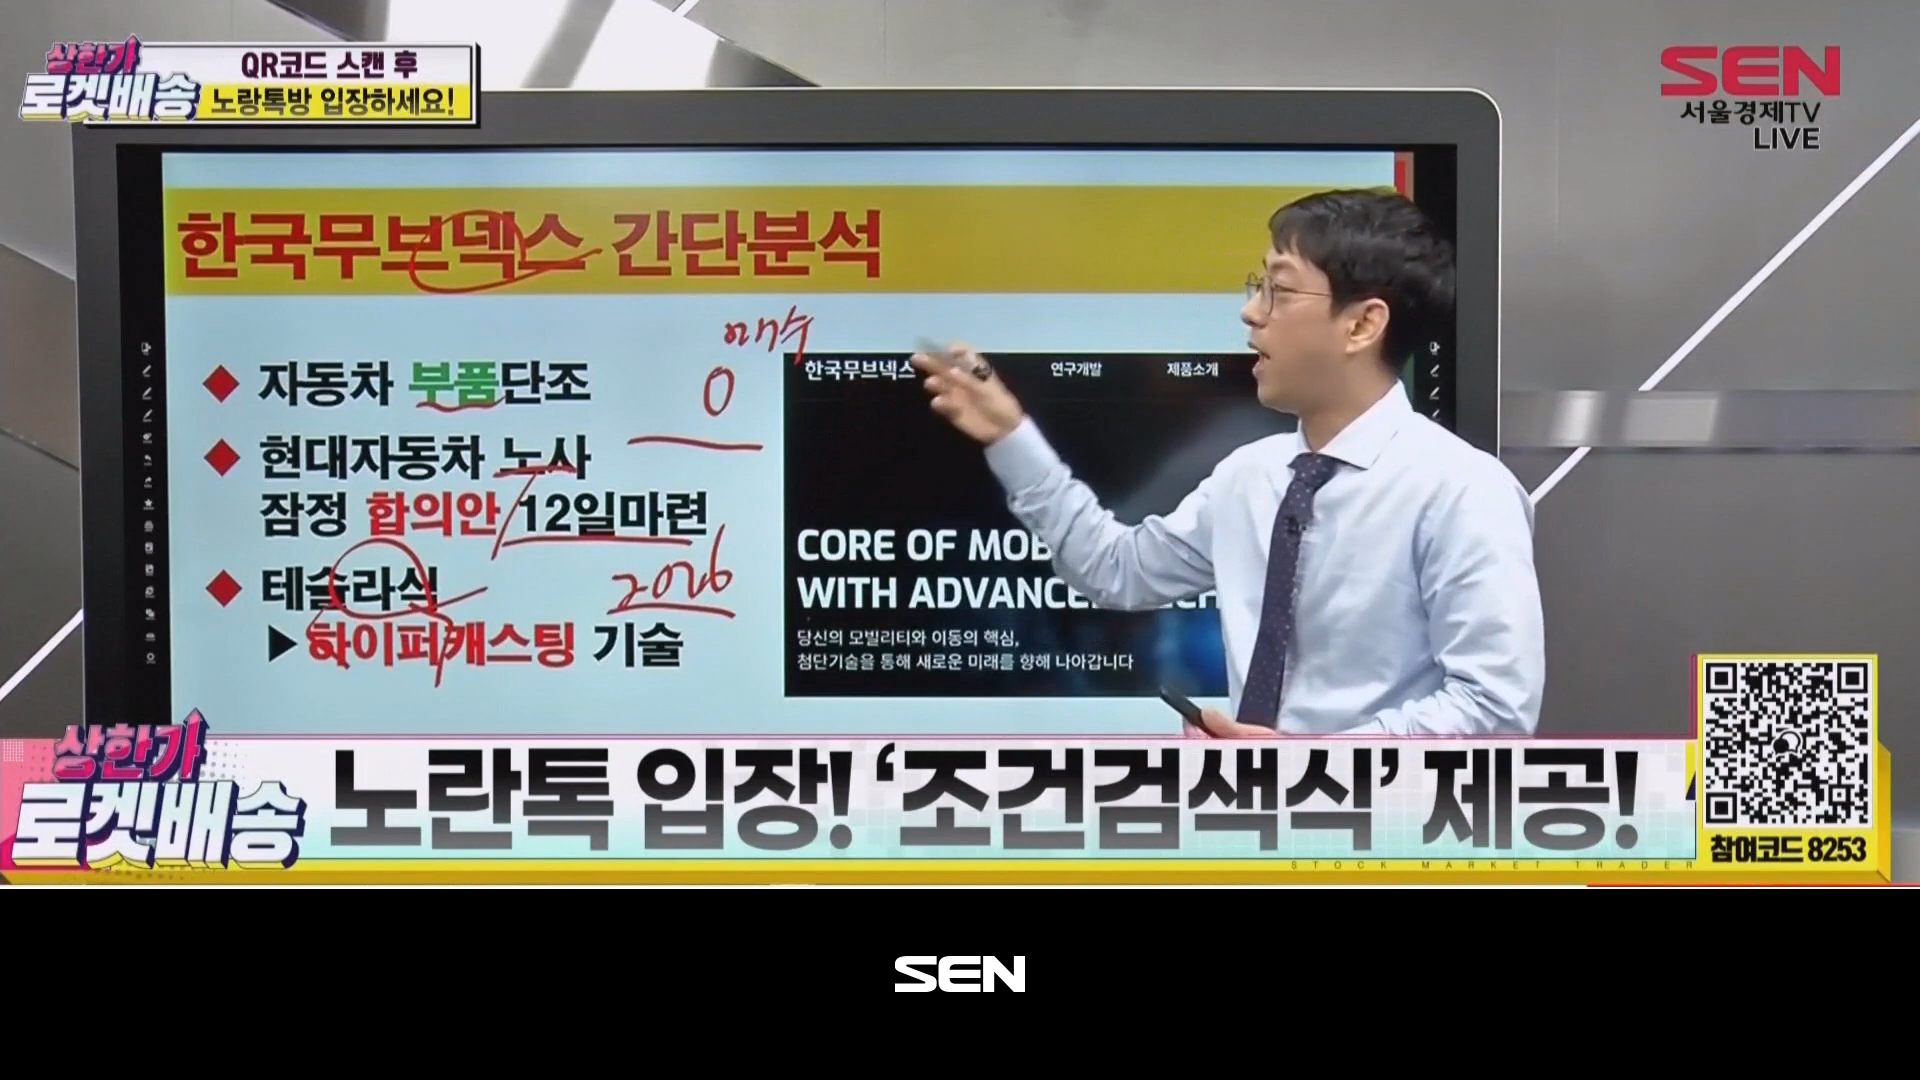 상한가
로켓배송
QR코드 스캔 후
노랑톡방 입장하세요!
SEN
서울경제TV
LIVE
한국무브넥스 간단분석
◆ 자동차 부품단조
◆ 현대자동차 노사
잠정 합의안 12일마련
◆ 테슬라식
▶하이퍼캐스팅 기술
매수
0
2026
한국무브넥스
연구개발
제품소개
CORE OF MOB
WITH ADVANCE
당신의 모빌리티와 이동의 핵심,
첨단기술을 통해 새로운 미래를 향해 나아갑니다
상한가
로켓배송
노란톡 입장! ‘조건검색식’ 제공!
STOCK MARKET TRADER
참여코드 8253
SEN